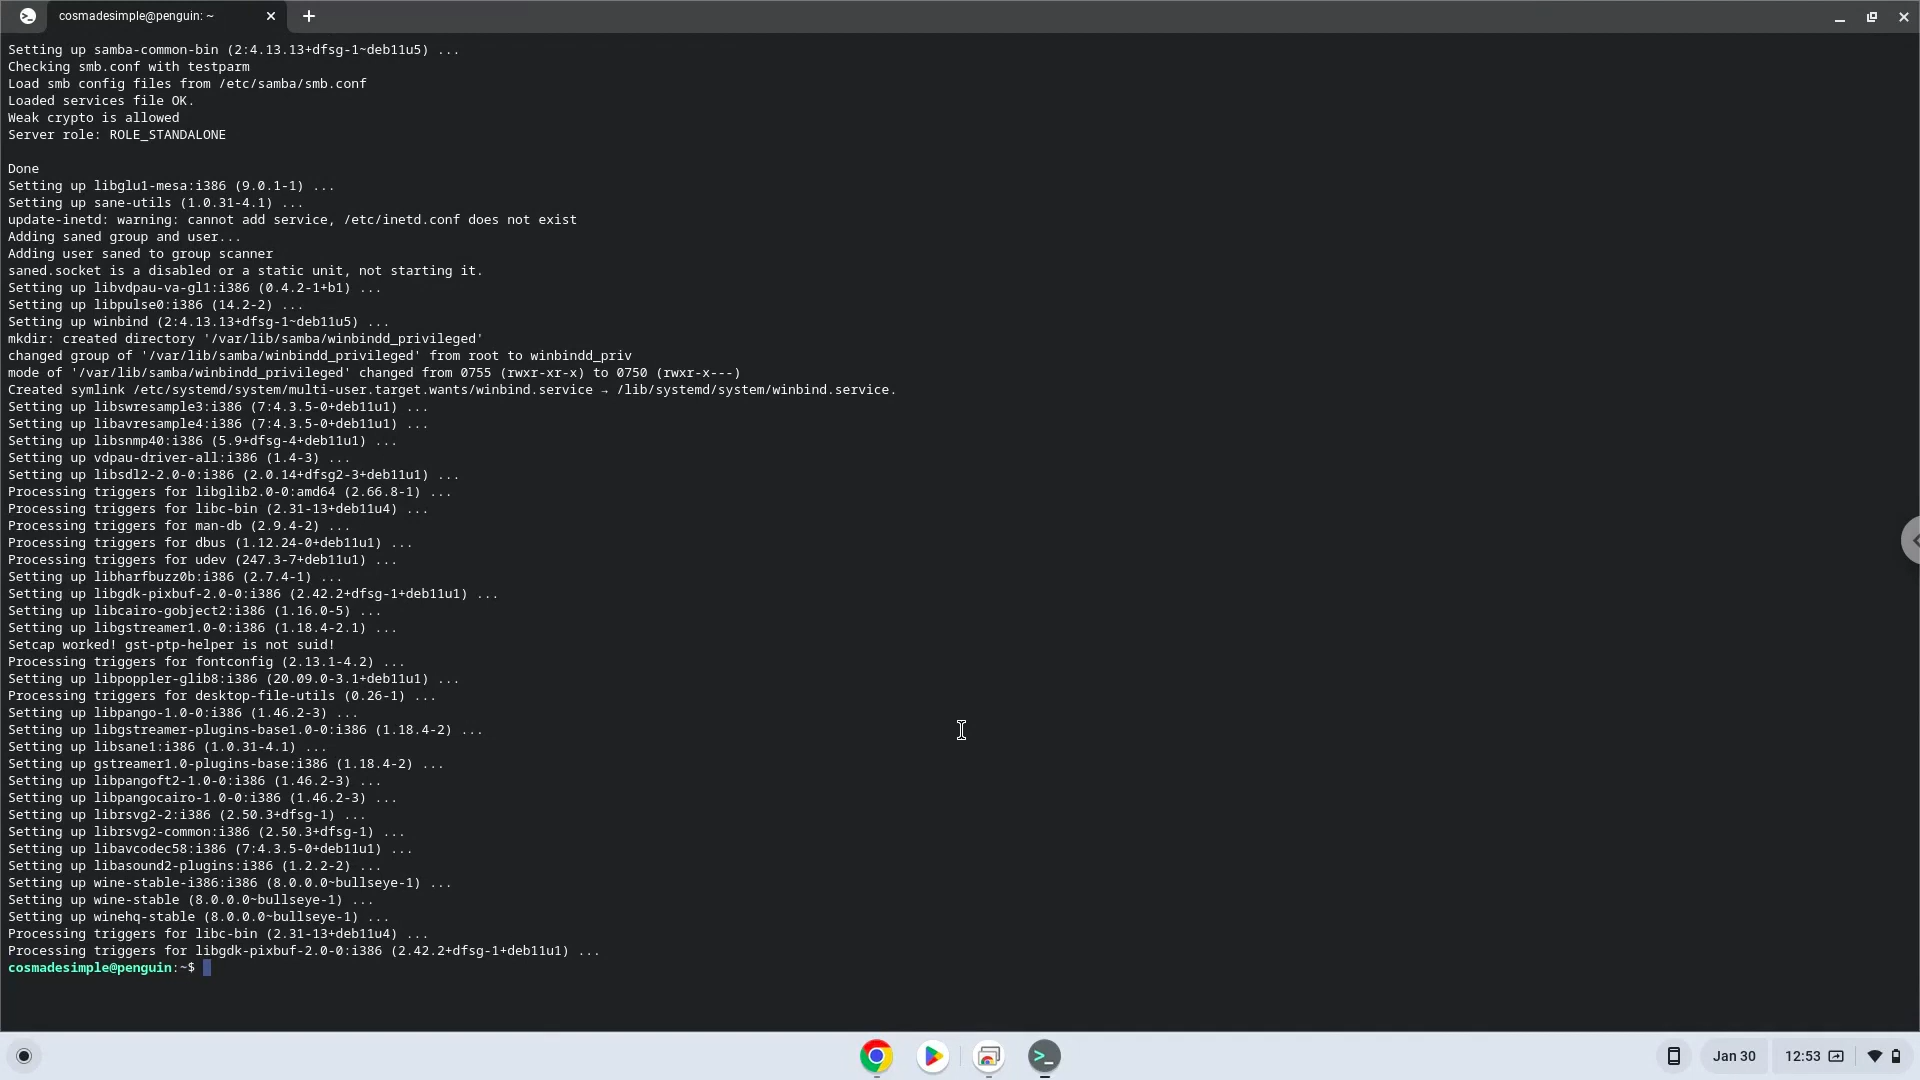 cosmadesimple@penguin: ~
Setting up samba-common-bin (2:4.13.13+dfsg-1~deb11u5) ...
Checking smb.conf with testparm
Load smb config files from /etc/samba/smb.conf
Loaded services file OK.
Weak crypto is allowed
Server role: ROLE_STANDALONE
Done
Setting up libglu1-mesa:i386 (9.0.1-1) ...
Setting up sane-utils (1.0.31-4.1) ...
update-inetd: warning: cannot add service, /etc/inetd.conf does not exist
Adding saned group and user...
Adding user saned to group scanner
saned.socket is a disabled or a static unit, not starting it.
Setting up libvdpau-va-gl1:i386 (0.4.2-1+b1) ...
Setting up libpulse0:i386 (14.2-2) ...
Setting up winbind (2:4.13.13+dfsg-1~deb11u5) ...
mkdir: created directory '/var/lib/samba/winbindd_privileged'
changed group of '/var/lib/samba/winbindd_privileged' from root to winbindd_priv
mode of '/var/lib/samba/winbindd_privileged' changed from 0755 (rwxr-xr-x) to 0750 (rwxr-x---)
Created symlink /etc/systemd/system/multi-user.target.wants/winbind.service → /lib/systemd/system/winbind.service.
Setting up libswresample3:i386 (7:4.3.5-0+deb11u1) ...
Setting up libavresample4:i386 (7:4.3.5-0+deb11u1) ...
Setting up libsnmp40:i386 (5.9+dfsg-4+deb11u1) ...
Setting up vdpau-driver-all:i386 (1.4-3) ...
Setting up libsdl2-2.0-0:i386 (2.0.14+dfsg2-3+deb11u1) ...
Processing triggers for libglib2.0-0:amd64 (2.66.8-1) ...
Processing triggers for libc-bin (2.31-13+deb11u4) ...
Processing triggers for man-db (2.9.4-2) ...
Processing triggers for dbus (1.12.24-0+deb11u1) ...
Processing triggers for udev (247.3-7+deb11u1) ...
Setting up libharfbuzz0b:i386 (2.7.4-1) ...
Setting up libgdk-pixbuf-2.0-0:i386 (2.42.2+dfsg-1+deb11u1) ...
Setting up libcairo-gobject2:i386 (1.16.0-5) ...
Setting up libgstreamer1.0-0:i386 (1.18.4-2.1) ...
Setcap worked! gst-ptp-helper is not suid!
Processing triggers for fontconfig (2.13.1-4.2) ...
Setting up libpoppler-glib8:i386 (20.09.0-3.1+deb11u1) ...
Processing triggers for desktop-file-utils (0.26-1) ...
Setting up libpango-1.0-0:i386 (1.46.2-3) ...
Setting up libgstreamer-plugins-base1.0-0:i386 (1.18.4-2) ...
Setting up libsane1:i386 (1.0.31-4.1) ...
Setting up gstreamer1.0-plugins-base:i386 (1.18.4-2) ...
Setting up libpangoft2-1.0-0:i386 (1.46.2-3) ...
Setting up libpangocairo-1.0-0:i386 (1.46.2-3) ...
Setting up librsvg2-2:i386 (2.50.3+dfsg-1) ...
Setting up librsvg2-common:i386 (2.50.3+dfsg-1) ...
Setting up libavcodec58:i386 (7:4.3.5-0+deb11u1) ...
Setting up libasound2-plugins:i386 (1.2.2-2) ...
Setting up wine-stable-i386:i386 (8.0.0.0~bullseye-1) ...
Setting up wine-stable (8.0.0.0~bullseye-1) ...
Setting up winehq-stable (8.0.0.0~bullseye-1) ...
Processing triggers for libc-bin (2.31-13+deb11u4) ...
Processing triggers for libgdk-pixbuf-2.0-0:i386 (2.42.2+dfsg-1+deb11u1) ...
cosmadesimple@penguin:~$
Jan 30 12:53